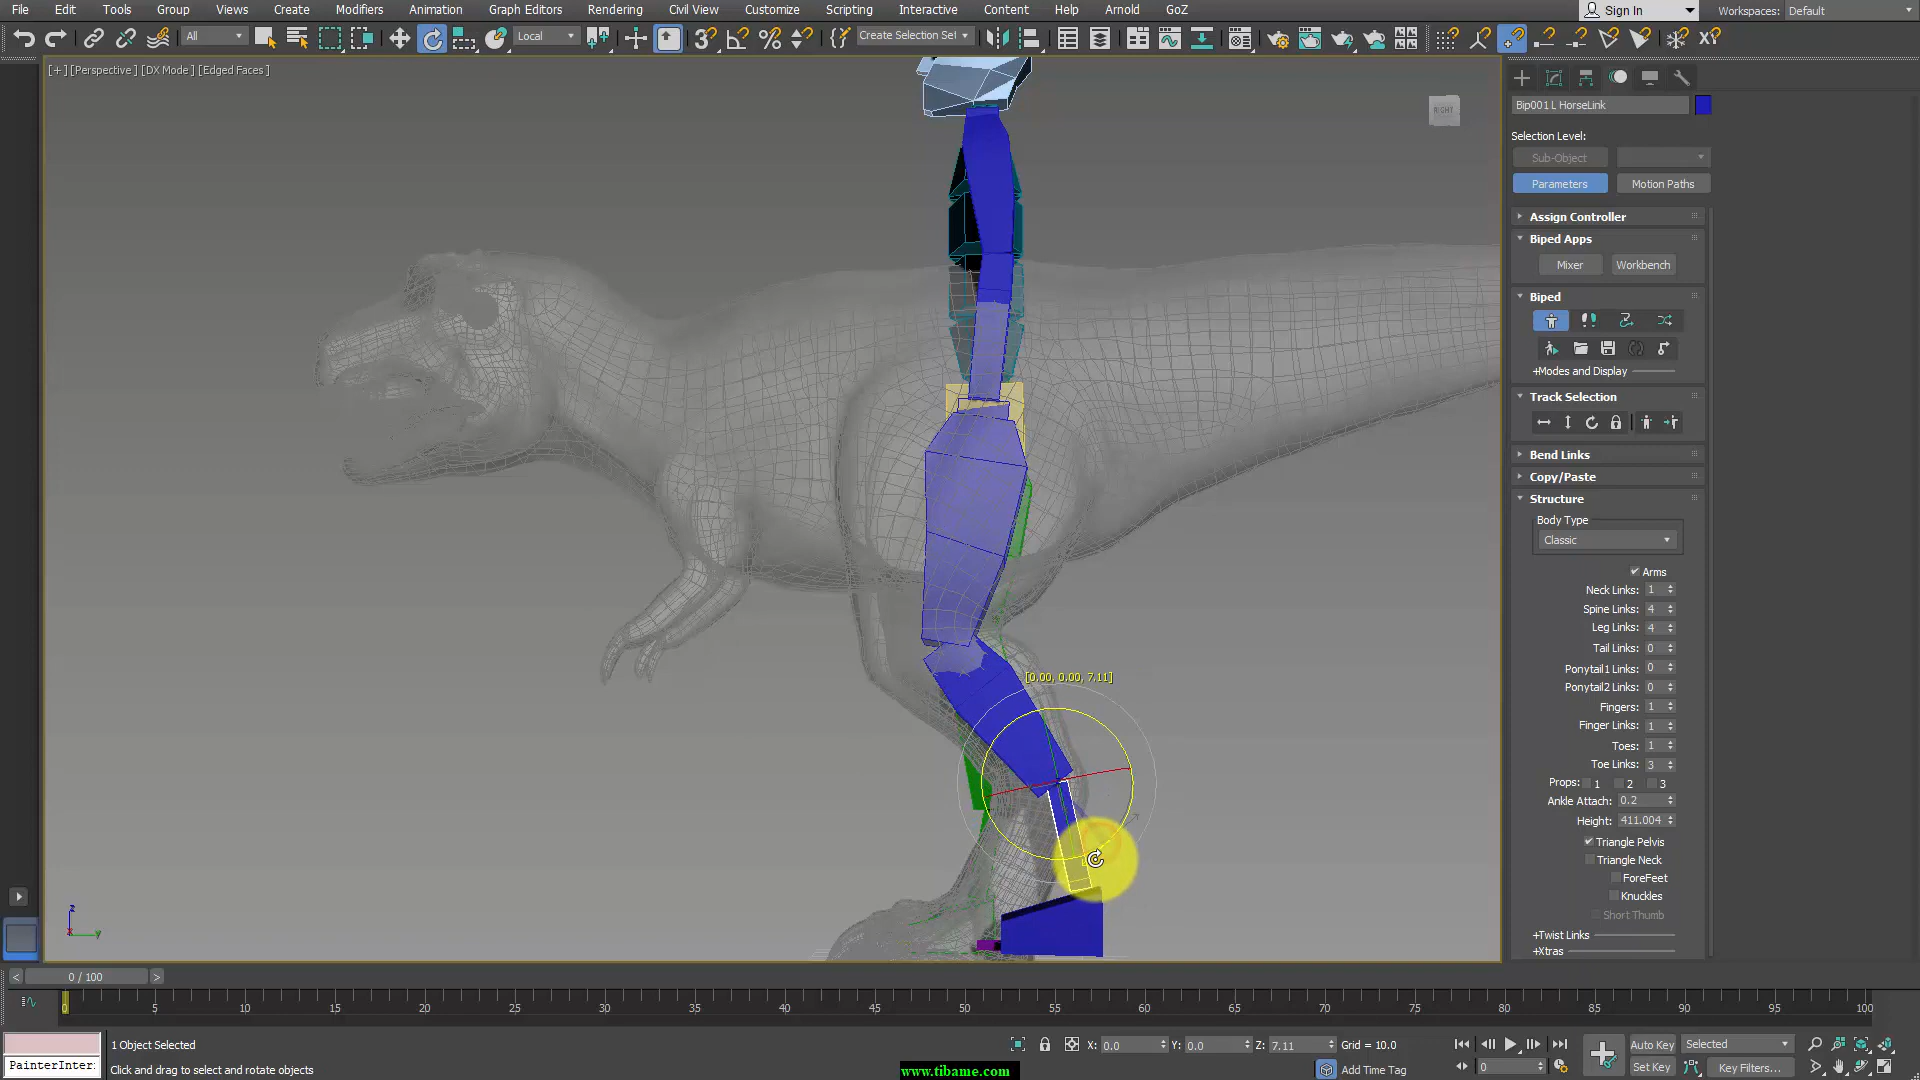 File Edit Tools Group Views Create Modifiers Animation Graph Editors Rendering Civil View Customize Scripting Interactive Content Help Arnold GoZ
Sign In Workspaces: Default
All Local Create Selection Set
[+] [Perspective ] [DX Mode ] [Edged Faces ]
RIGHT
Bip001 L HorseLink
Selection Level:
Sub-Object
Parameters Motion Paths
Assign Controller
Biped Apps
Mixer Workbench
Biped
+Modes and Display
Track Selection
Bend Links
Copy/Paste
Structure
Body Type
Classic
Arms
Neck Links: 1
Spine Links: 4
Leg Links: 4
Tail Links: 0
Ponytail1 Links: 0
Ponytail2 Links: 0
Fingers: 1
Finger Links: 1
Toes: 1
Toe Links: 3
Props: 1 2 3
Ankle Attach: 0.2
Height: 411.004
Triangle Pelvis
Triangle Neck
ForeFeet
Knuckles
Short Thumb
+Twist Links
+Xtras
[0.00, 0.00, 7.11]
z
x y
0 / 100
0 5 10 15 20 25 30 35 40 45 50 55 60 65 70 75 80 85 90 95 100
1 Object Selected
X: 0.0 Y: 0.0 Z: 7.11 Grid = 10.0
Auto Key Selected
PainterInter
Click and drag to select and rotate objects
www.tibame.com
Add Time Tag
0
Set Key Key Filters...